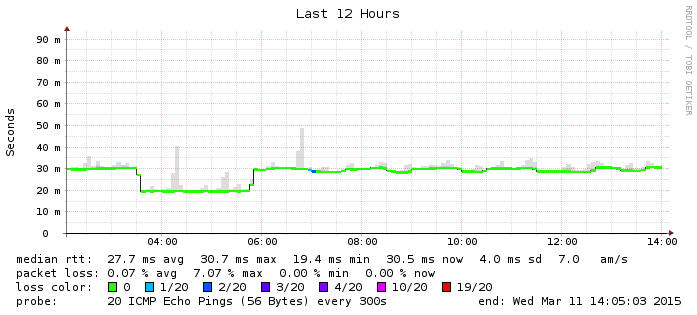 Last 12 Hours
RRDTOOL / TOBI OETIKER
Seconds
90 m
80 m
70 m
60 m
50 m
40 m
30 m
20 m
10 m
0
04:00 06:00 08:00 10:00 12:00 14:00
median rtt: 27.7 ms avg 30.7 ms max 19.4 ms min 30.5 ms now 4.0 ms sd 7.0 am/s
packet loss: 0.07 % avg 7.07 % max 0.00 % min 0.00 % now
loss color: 0 1/20 2/20 3/20 4/20 10/20 19/20
probe: 20 ICMP Echo Pings (56 Bytes) every 300s end: Wed Mar 11 14:05:03 2015